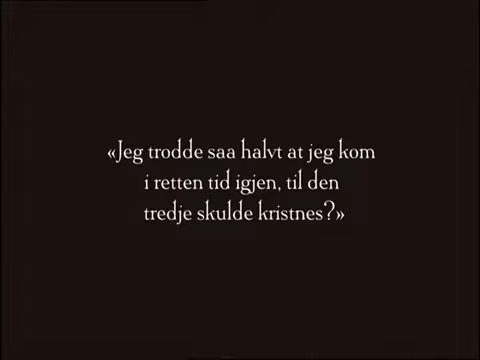 «Jeg trodde saa halvt at jeg kom
i retten tid igjen, til den
tredje skulde kristnes?»